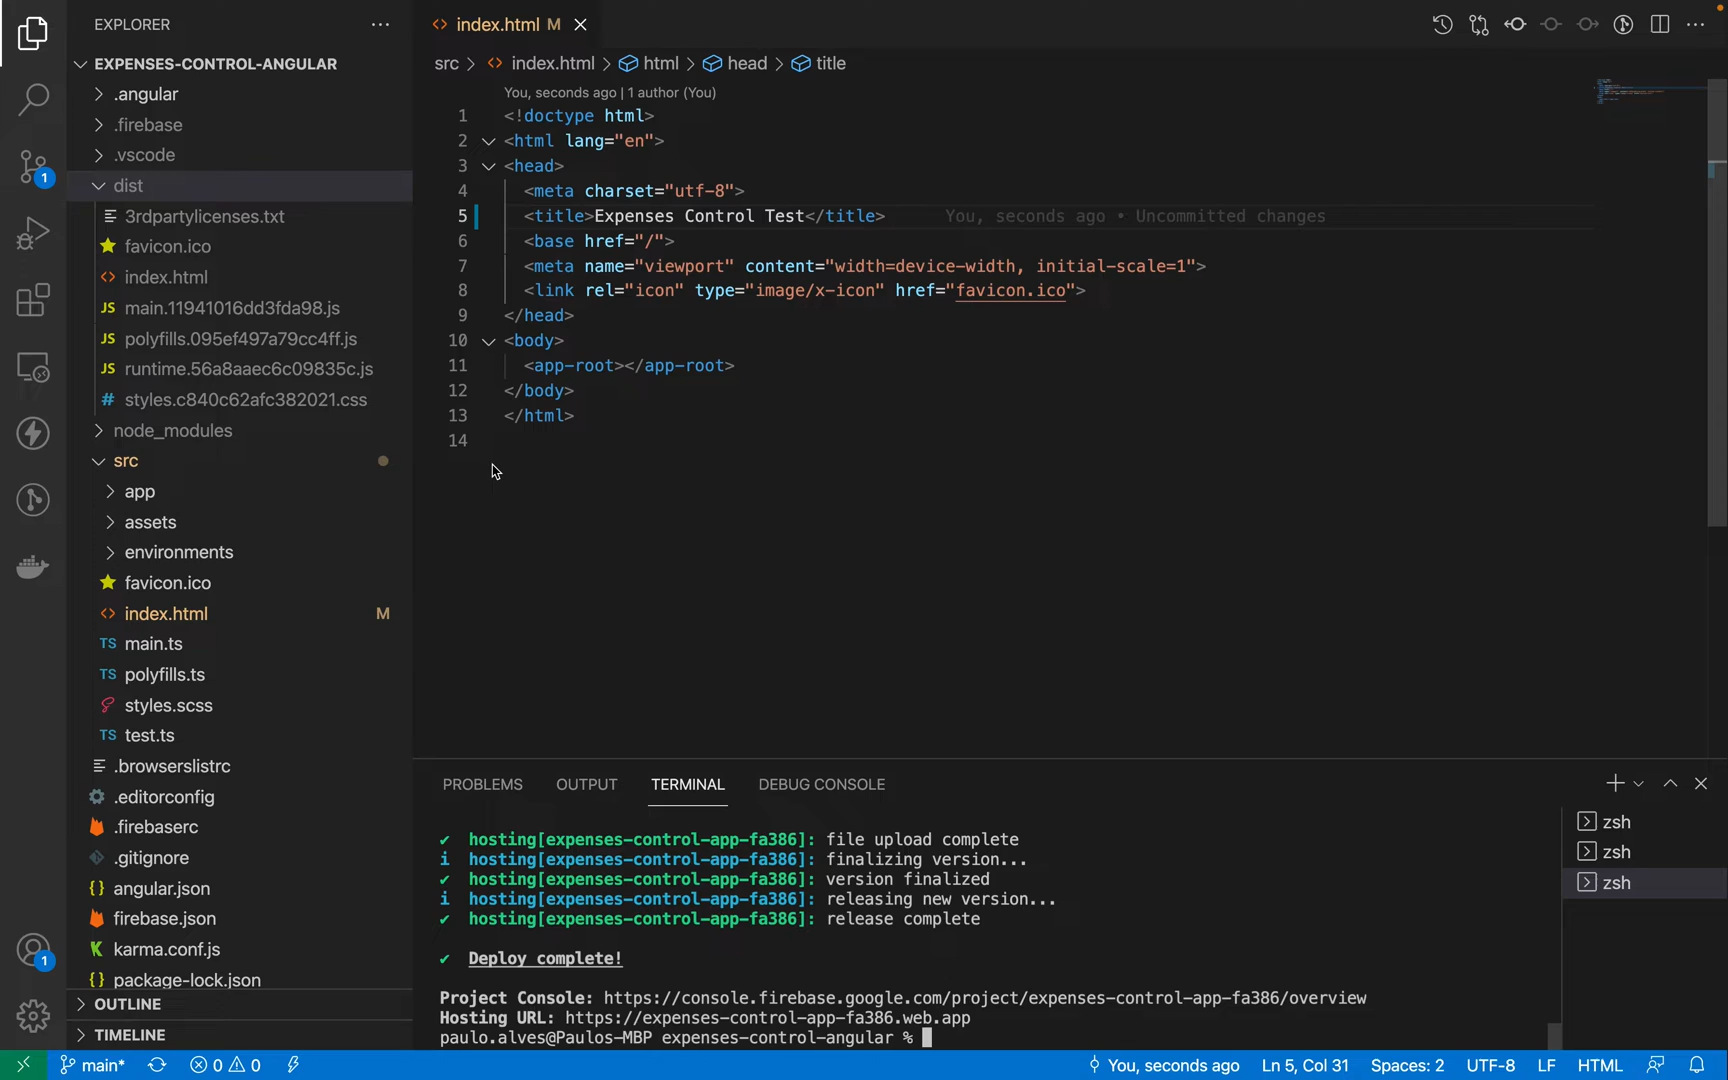 EXPLORER
EXPENSES-CONTROL-ANGULAR
.angular
.firebase
.vscode
dist
3rdpartylicenses.txt
favicon.ico
index.html
JS main.11941016dd3fda98.js
JS polyfills.095ef497a79cc4ff.js
JS runtime.56a8aaec6c09835c.js
# styles.c840c62afc382021.css
node_modules
src
app
assets
environments
favicon.ico
index.html M
TS main.ts
TS polyfills.ts
styles.scss
TS test.ts
.browserslistrc
.editorconfig
.firebaserc
.gitignore
{} angular.json
firebase.json
karma.conf.js
{} package-lock.json
OUTLINE
TIMELINE
1
1
index.html M
src > index.html > html > head > title
You, seconds ago | 1 author (You)
1 <!doctype html>
2 <html lang="en">
3 <head>
4 <meta charset="utf-8">
5 <title>Expenses Control Test</title> You, seconds ago • Uncommitted changes
6 <base href="/">
7 <meta name="viewport" content="width=device-width, initial-scale=1">
8 <link rel="icon" type="image/x-icon" href="favicon.ico">
9 </head>
10 <body>
11 <app-root></app-root>
12 </body>
13 </html>
14
PROBLEMS OUTPUT TERMINAL DEBUG CONSOLE
✔ hosting[expenses-control-app-fa386]: file upload complete
i hosting[expenses-control-app-fa386]: finalizing version...
✔ hosting[expenses-control-app-fa386]: version finalized
i hosting[expenses-control-app-fa386]: releasing new version...
✔ hosting[expenses-control-app-fa386]: release complete
✔ Deploy complete!
Project Console: https://console.firebase.google.com/project/expenses-control-app-fa386/overview
Hosting URL: https://expenses-control-app-fa386.web.app
paulo.alves@Paulos-MBP expenses-control-angular %
zsh
zsh
zsh
main* 0 0 You, seconds ago Ln 5, Col 31 Spaces: 2 UTF-8 LF HTML